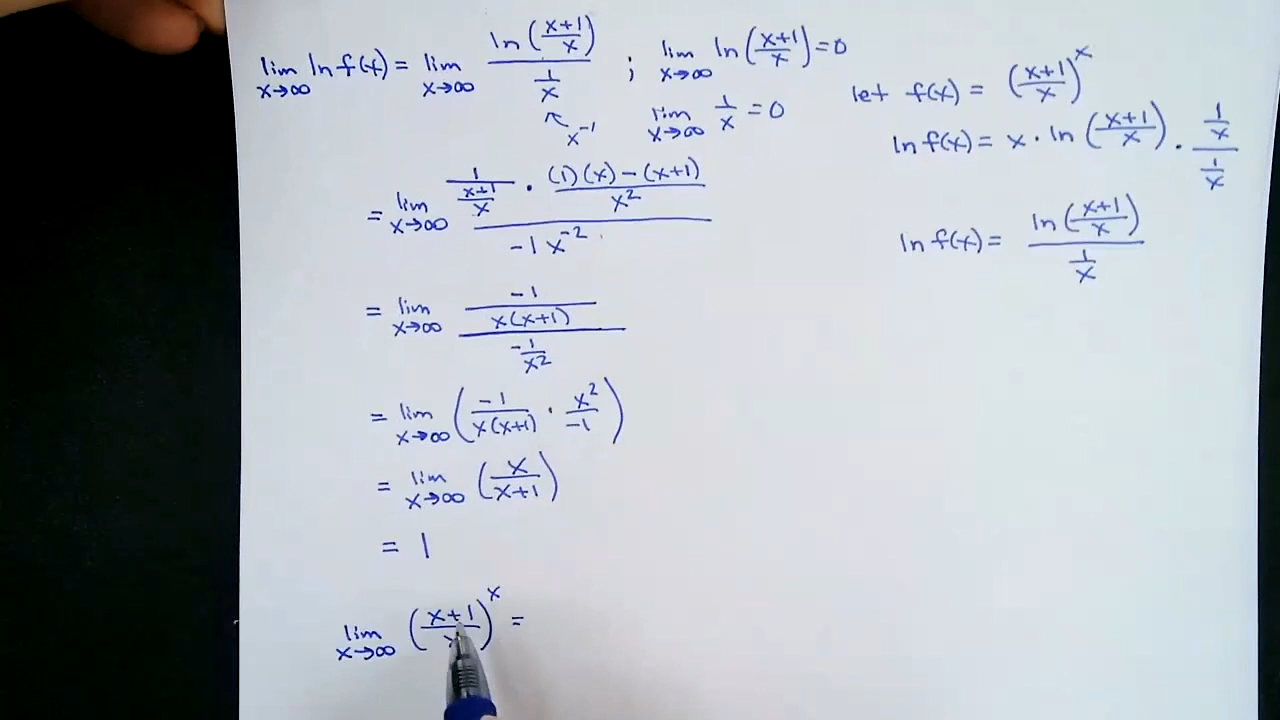 lim x→∞ ln f(x) = lim x→∞ ln((x+1)/x) / (1/x) ; lim x→∞ ln((x+1)/x) = 0
x⁻¹
lim x→∞ 1/x = 0
= lim x→∞ (1/((x+1)/x) · ((1)(x) − (x+1))/x²) / (−1x⁻²)
= lim x→∞ (−1/(x(x+1))) / (−1/x²)
= lim x→∞ (−1/(x(x+1)) · x²/−1)
= lim x→∞ (x/(x+1))
= 1
lim x→∞ ((x+1)/x)ˣ =
let f(x) = ((x+1)/x)ˣ
ln f(x) = x · ln((x+1)/x) · (1/x)/(1/x)
ln f(x) = ln((x+1)/x) / (1/x)